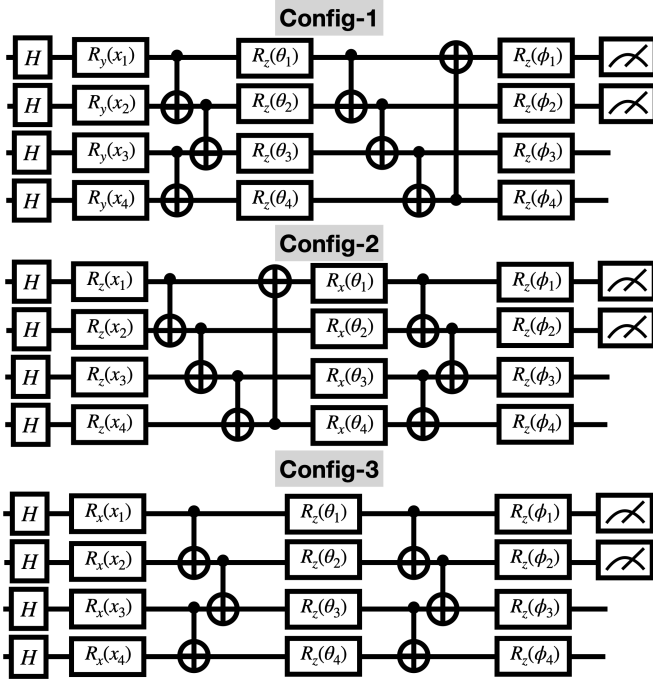 Config-1
H R_y(x_1) R_z(θ_1) R_z(ϕ_1)
H R_y(x_2) R_z(θ_2) R_z(ϕ_2)
H R_y(x_3) R_z(θ_3) R_z(ϕ_3)
H R_y(x_4) R_z(θ_4) R_z(ϕ_4)
Config-2
H R_z(x_1) R_x(θ_1) R_z(ϕ_1)
H R_z(x_2) R_x(θ_2) R_z(ϕ_2)
H R_z(x_3) R_x(θ_3) R_z(ϕ_3)
H R_z(x_4) R_x(θ_4) R_z(ϕ_4)
Config-3
H R_x(x_1) R_z(θ_1) R_z(ϕ_1)
H R_x(x_2) R_z(θ_2) R_z(ϕ_2)
H R_x(x_3) R_z(θ_3) R_z(ϕ_3)
H R_x(x_4) R_z(θ_4) R_z(ϕ_4)